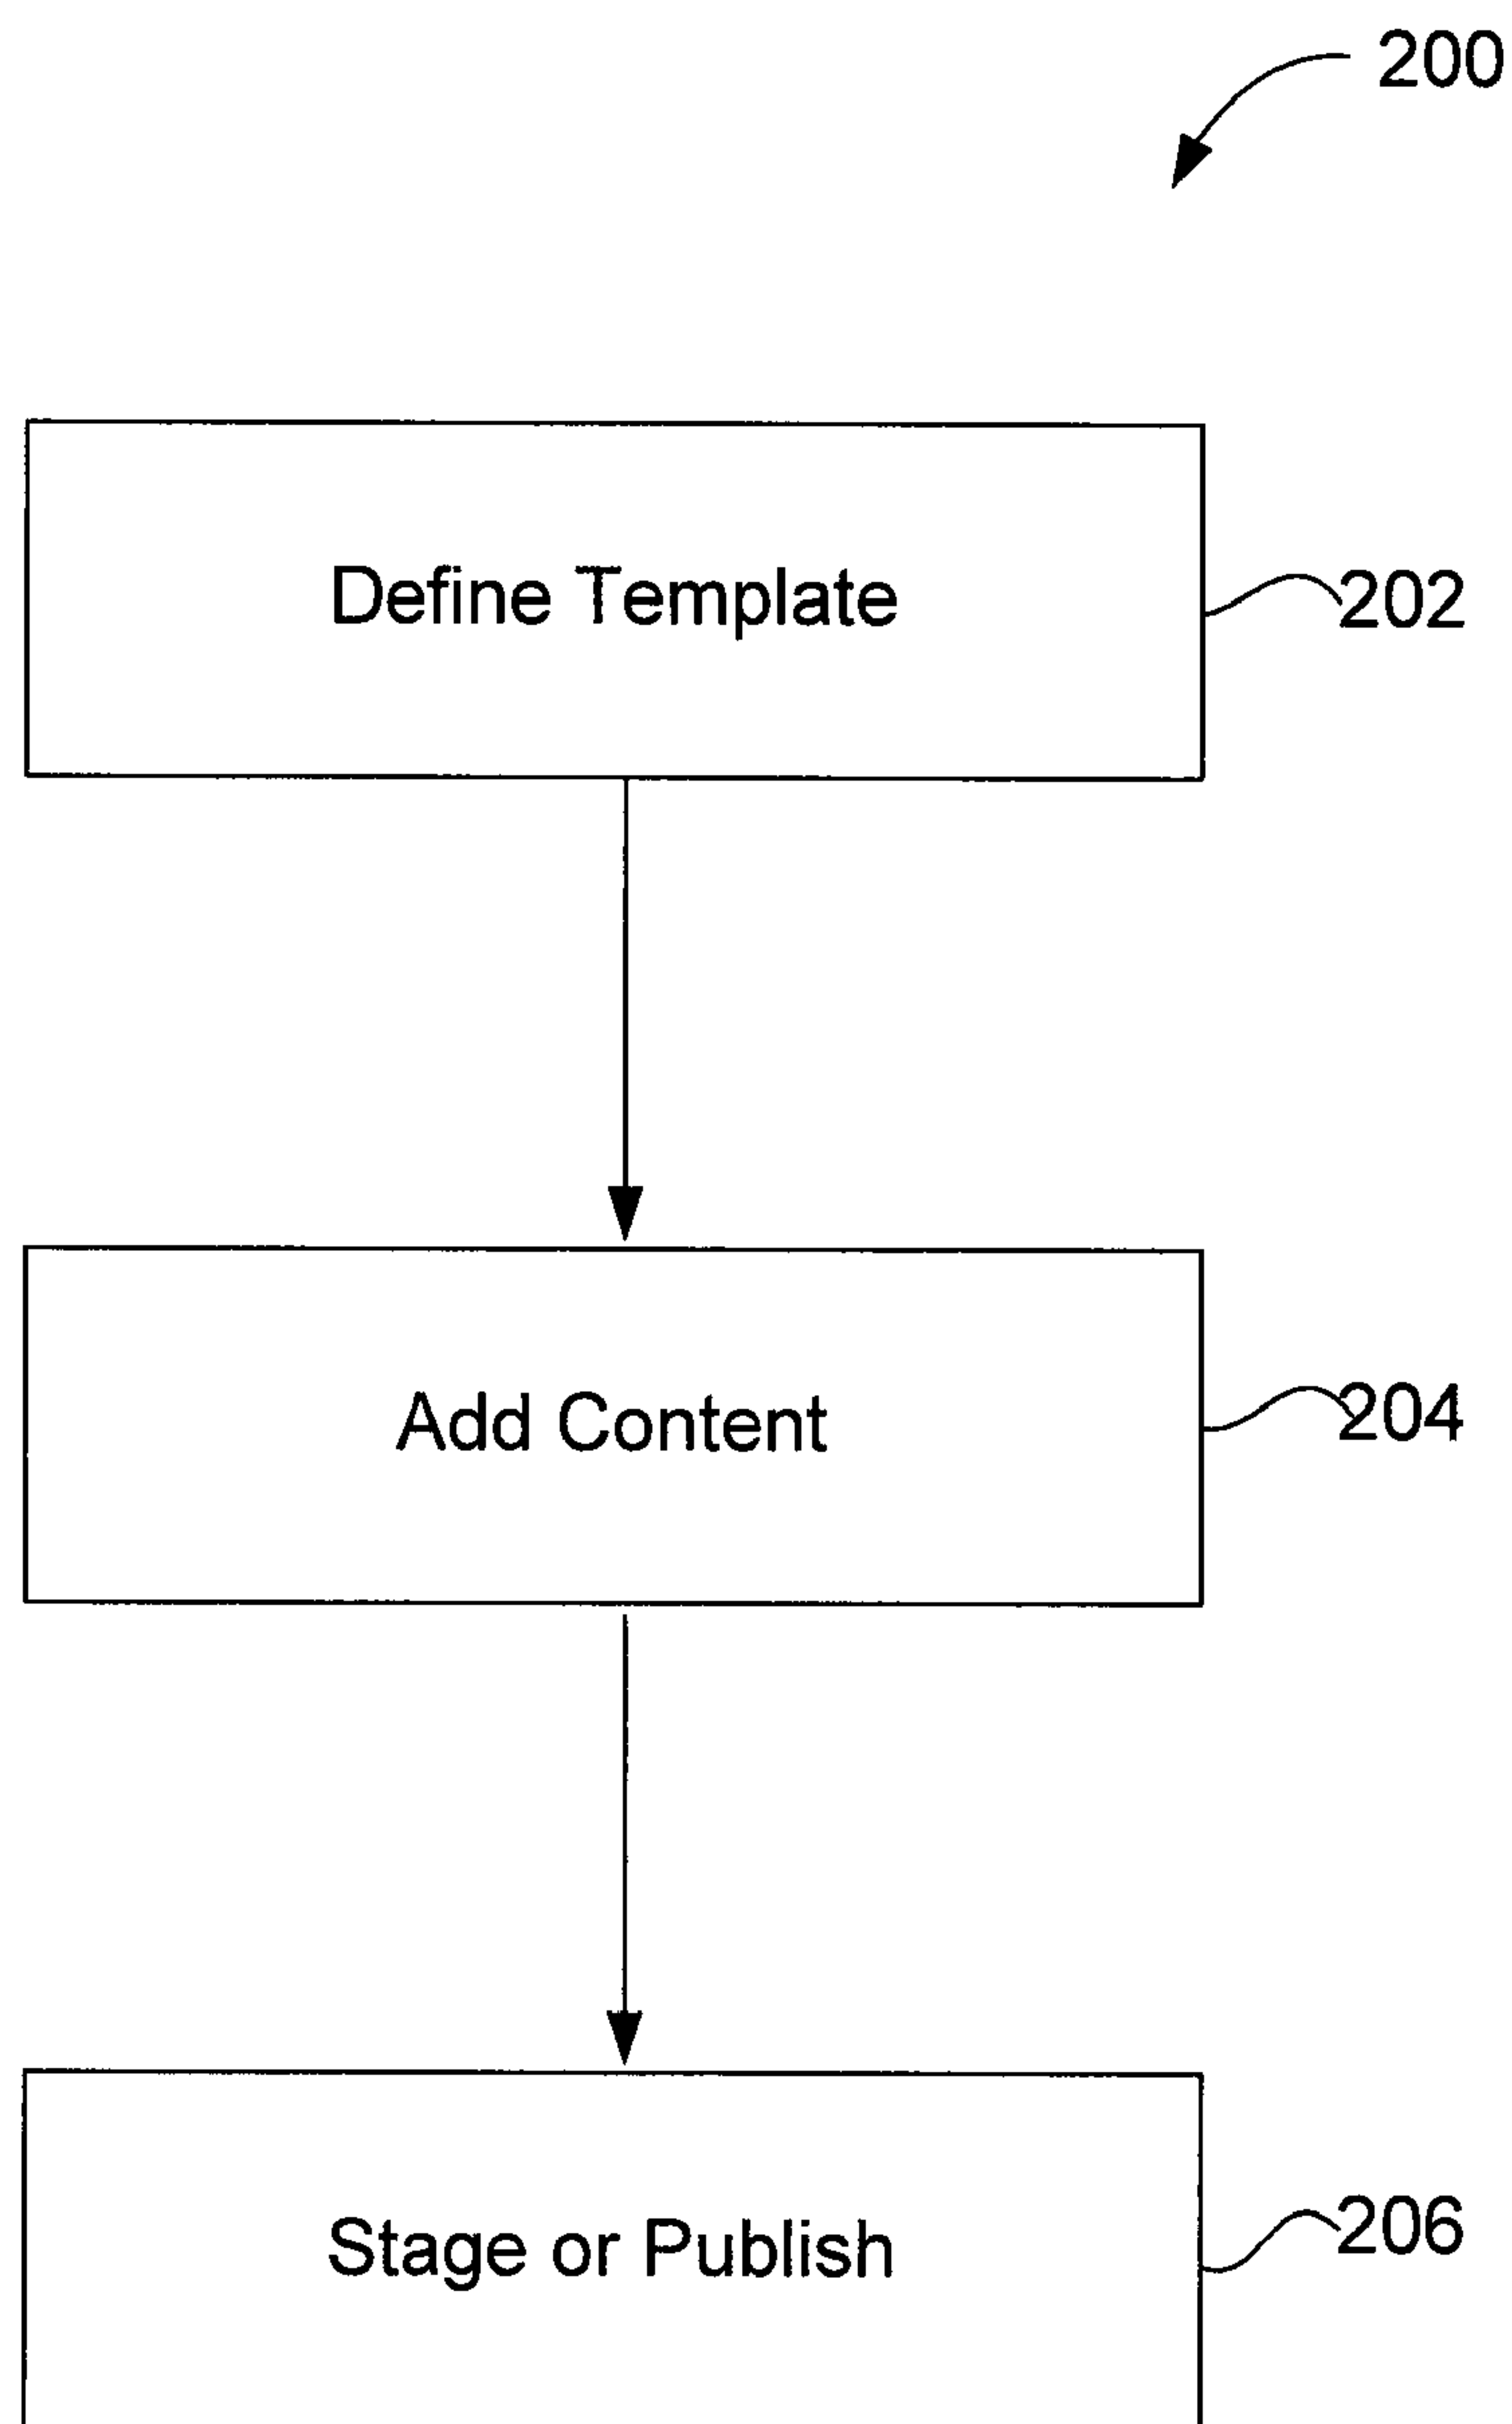 200
Define Template
202
Add Content
204
Stage or Publish
206